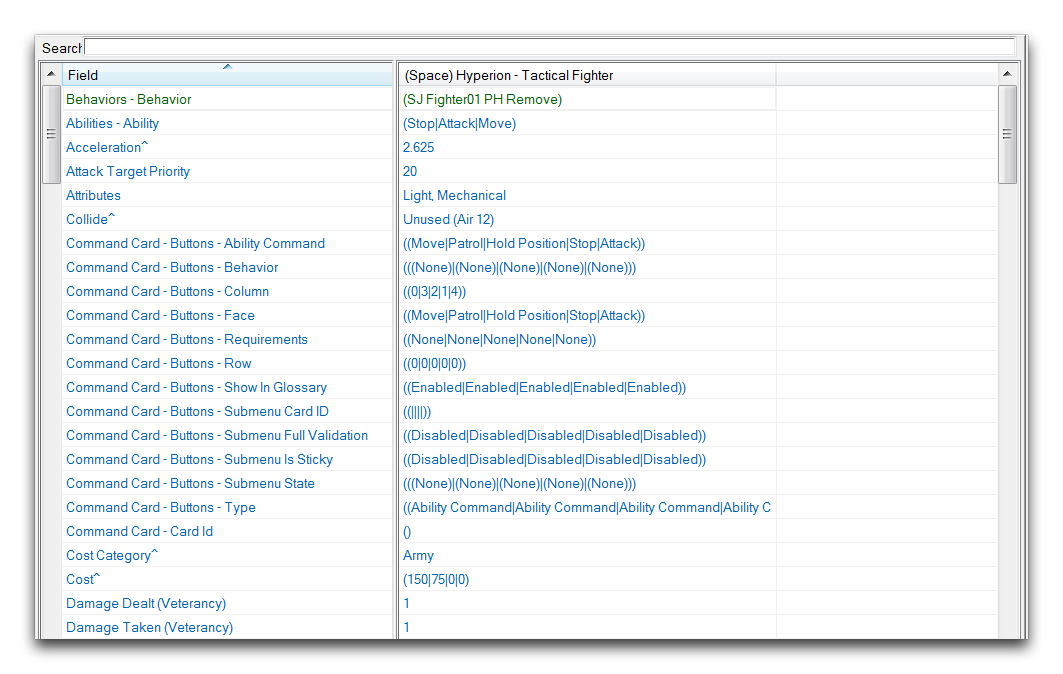 Search
Field (Space) Hyperion - Tactical Fighter
Behaviors - Behavior (SJ Fighter01 PH Remove)
Abilities - Ability (Stop|Attack|Move)
Acceleration^ 2.625
Attack Target Priority 20
Attributes Light, Mechanical
Collide^ Unused (Air 12)
Command Card - Buttons - Ability Command ((Move|Patrol|Hold Position|Stop|Attack))
Command Card - Buttons - Behavior (((None)|(None)|(None)|(None)|(None)))
Command Card - Buttons - Column ((0|3|2|1|4))
Command Card - Buttons - Face ((Move|Patrol|Hold Position|Stop|Attack))
Command Card - Buttons - Requirements ((None|None|None|None|None))
Command Card - Buttons - Row ((0|0|0|0|0))
Command Card - Buttons - Show In Glossary ((Enabled|Enabled|Enabled|Enabled|Enabled))
Command Card - Buttons - Submenu Card ID ((||||))
Command Card - Buttons - Submenu Full Validation ((Disabled|Disabled|Disabled|Disabled|Disabled))
Command Card - Buttons - Submenu Is Sticky ((Disabled|Disabled|Disabled|Disabled|Disabled))
Command Card - Buttons - Submenu State (((None)|(None)|(None)|(None)|(None)))
Command Card - Buttons - Type ((Ability Command|Ability Command|Ability Command|Ability C
Command Card - Card Id ()
Cost Category^ Army
Cost^ (150|75|0|0)
Damage Dealt (Veterancy) 1
Damage Taken (Veterancy) 1